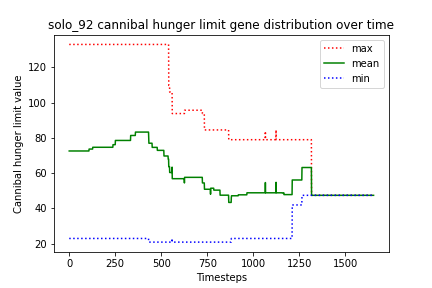 solo_92 cannibal hunger limit gene distribution over time
max
mean
min
Cannibal hunger limit value
120
100
80
60
40
20
0 250 500 750 1000 1250 1500
Timesteps